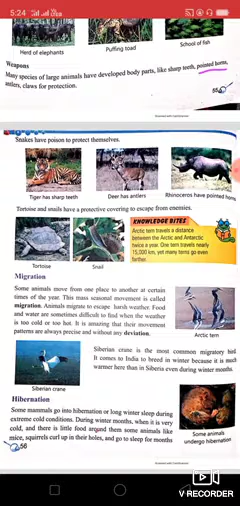 5:24
Herd of elephants
Puffing toad
School of fish
Weapons
Many species of large animals have developed body parts, like sharp teeth, pointed horns,
antlers, claws for protection.
55
Snakes have poison to protect themselves.
Tiger has sharp teeth
Deer has antlers
Rhinoceros have pointed horns
Tortoise and snails have a protective covering to escape from enemies.
KNOWLEDGE BITES
Arctic tern travels a distance
between the Arctic and Antarctic
twice a year. One tern travels nearly
15,000 km, yet many terns go even
further.
Tortoise
Snail
Migration
Some animals move from one place to another at certain
times of the year. This mass seasonal movement is called
migration. Animals migrate to escape harsh weather. Food
and water are sometimes difficult to find when the weather
is too cold or too hot. It is amazing that their movement
patterns are always precise and without any deviation.
Arctic tern
Siberian crane is the most common migratory bird.
It comes to India to breed in winter because it is much
warmer here than in Siberia even during winter months.
Siberian crane
Hibernation
Some mammals go into hibernation or long winter sleep during
extreme cold conditions. During winter months, when it is very
cold, and there is little food around them some animals like
mice, squirrels curl up in their holes, and go to sleep for months
Some animals
undergo hibernation
56
V RECORDER